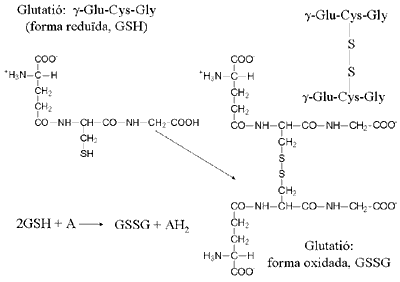 Glutatió: γ-Glu-Cys-Gly
(forma reduïda, GSH)
COO⁻
⁺H₃N—C—H
CH₂
CH₂
CO—NH—CH—CO—NH—CH₂—COOH
CH₂
SH
2GSH + A → GSSG + AH₂
γ-Glu-Cys-Gly
S
S
γ-Glu-Cys-Gly
COO⁻
⁺H₃N—C—H
CH₂
CH₂
CO—NH—CH—CO—NH—CH₂—COO⁻
CH₂
S
S
CH₂
CO—NH—CH—CO—NH—CH₂—COO⁻
CH₂
CH₂
⁺H₃N—C—H
COO⁻
Glutatió:
forma oxidada, GSSG